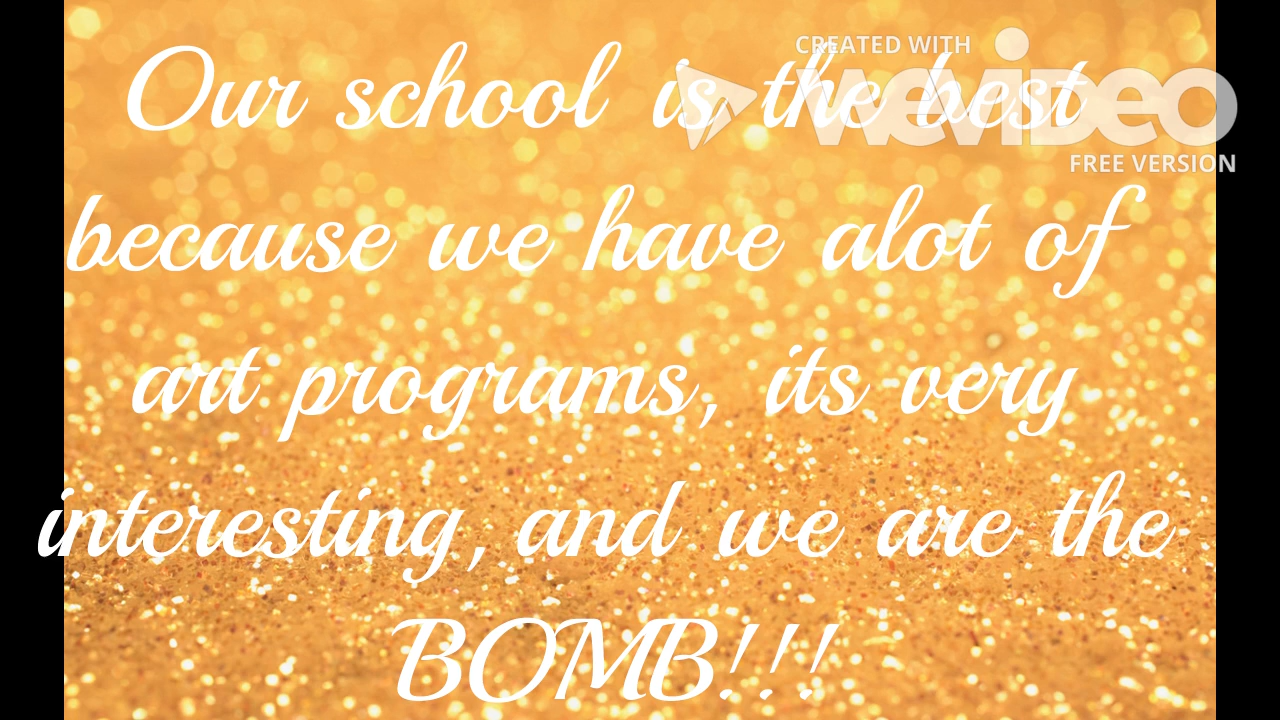 CREATED WITH
WeVideo
FREE VERSION
Our school is the best
because we have alot of
art programs, its very
interesting, and we are the
BOMB!!!